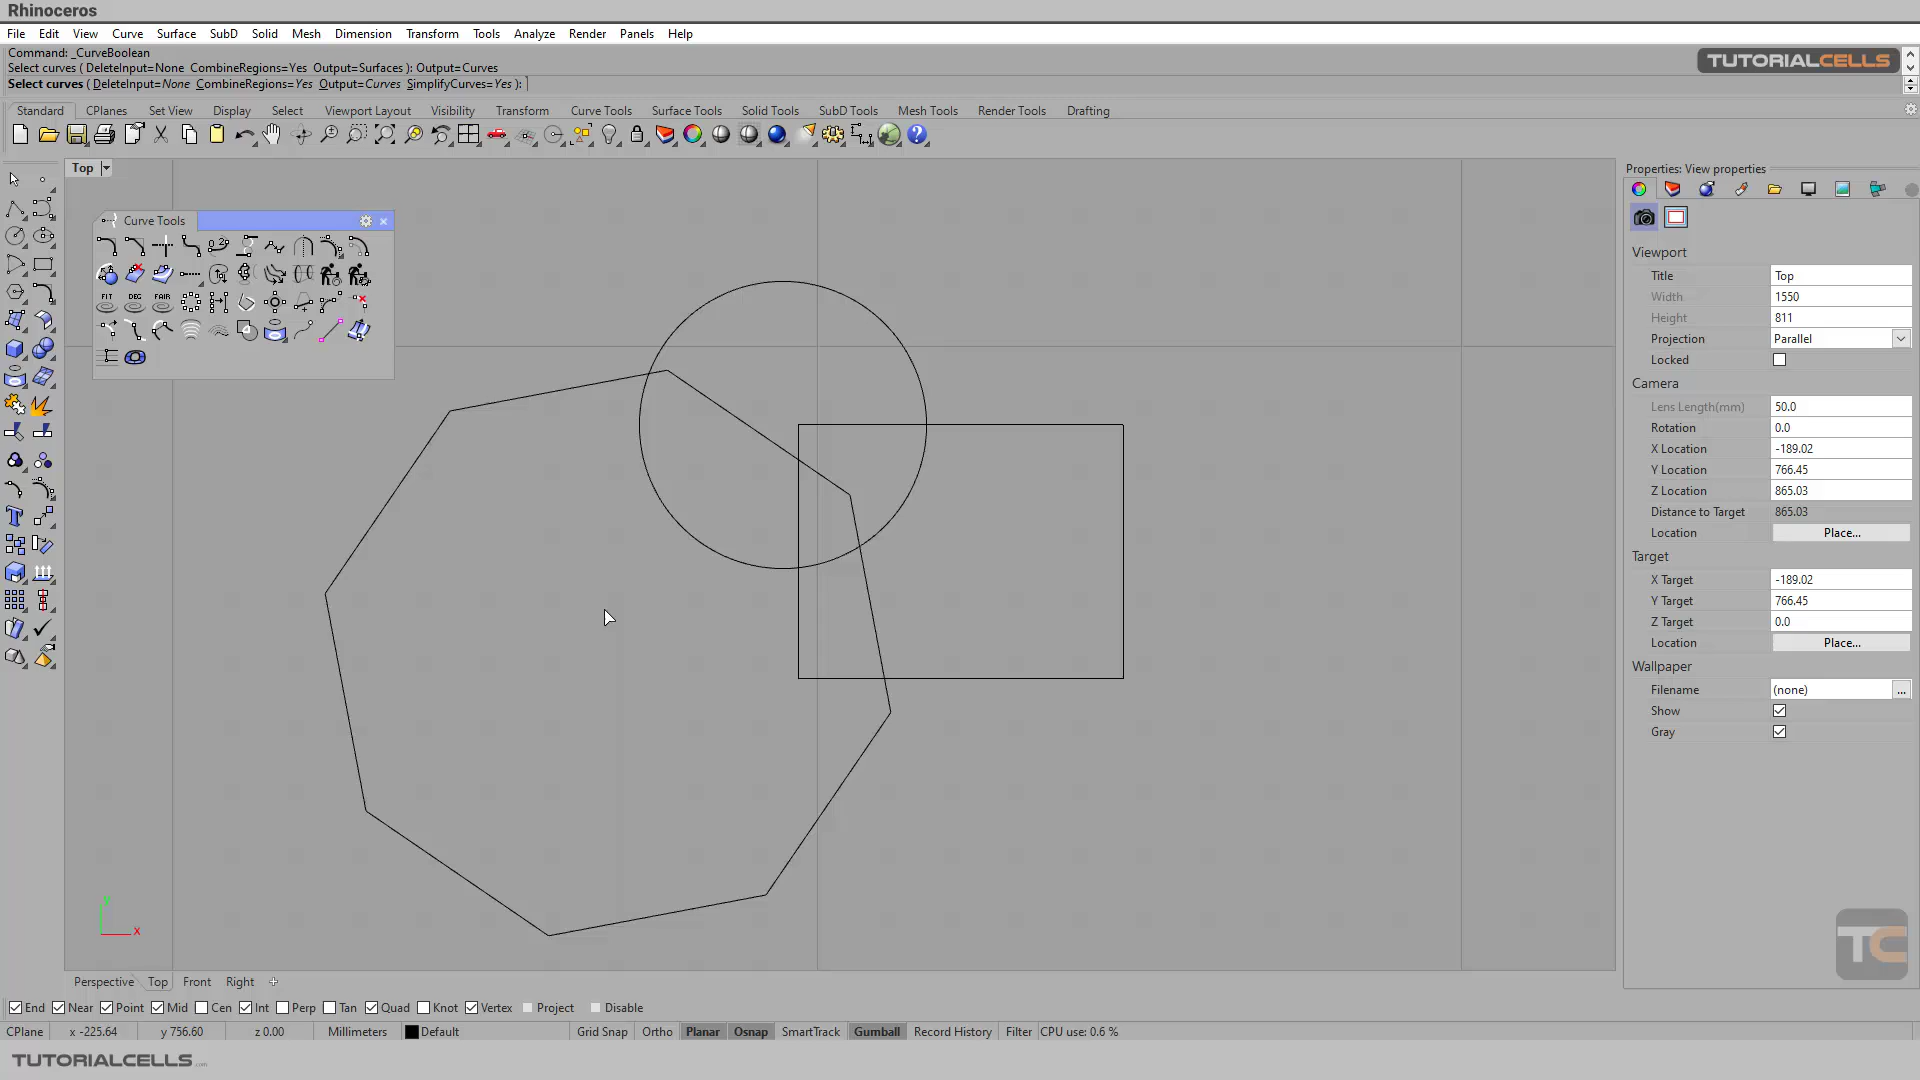 Rhinoceros
File Edit View Curve Surface SubD Solid Mesh Dimension Transform Tools Analyze Render Panels Help
Command: _CurveBoolean
Select curves ( DeleteInput=None CombineRegions=Yes Output=Surfaces ): Output=Curves
Select curves ( DeleteInput=None CombineRegions=Yes Output=Curves SimplifyCurves=Yes ):
TUTORIALCELLS
Standard CPlanes Set View Display Select Viewport Layout Visibility Transform Curve Tools Surface Tools Solid Tools SubD Tools Mesh Tools Render Tools Drafting
Top
Curve Tools
2
FIT DEG FAIR
Properties: View properties
Viewport
Title Top
Width 1550
Height 811
Projection Parallel
Locked
Camera
Lens Length(mm) 50.0
Rotation 0.0
X Location -189.02
Y Location 766.45
Z Location 865.03
Distance to Target 865.03
Location Place...
Target
X Target -189.02
Y Target 766.45
Z Target 0.0
Location Place...
Wallpaper
Filename (none) ...
Show
Gray
y
x
TC
Perspective Top Front Right
End Near Point Mid Cen Int Perp Tan Quad Knot Vertex Project Disable
CPlane x -225.64 y 756.60 z 0.00 Millimeters Default Grid Snap Ortho Planar Osnap SmartTrack Gumball Record History Filter CPU use: 0.6 %
TUTORIALCELLS